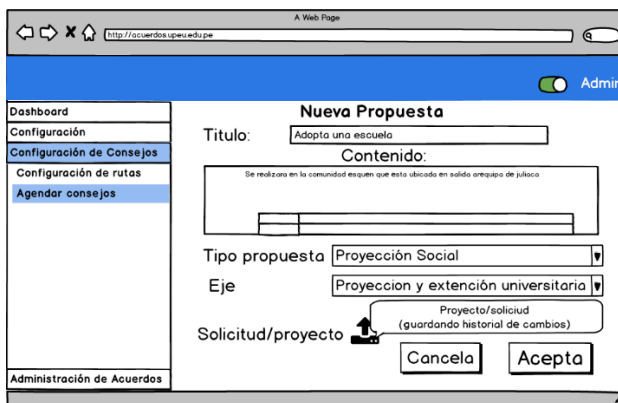 A Web Page
http://acuerdos.upeu.edu.pe
Admin
Dashboard
Configuración
Configuración de Consejos
Configuración de rutas
Agendar consejos
Administración de Acuerdos
Nueva Propuesta
Titulo:
Adopta una escuela
Contenido:
Se realizara en la comunidad esquen que esta ubicada en salida arequipa de juliaca
Tipo propuesta
Proyección Social
Eje
Proyeccion y extención universitaria
Solicitud/proyecto
Proyecto/soliciud
(guardando historial de cambios)
Cancela
Acepta